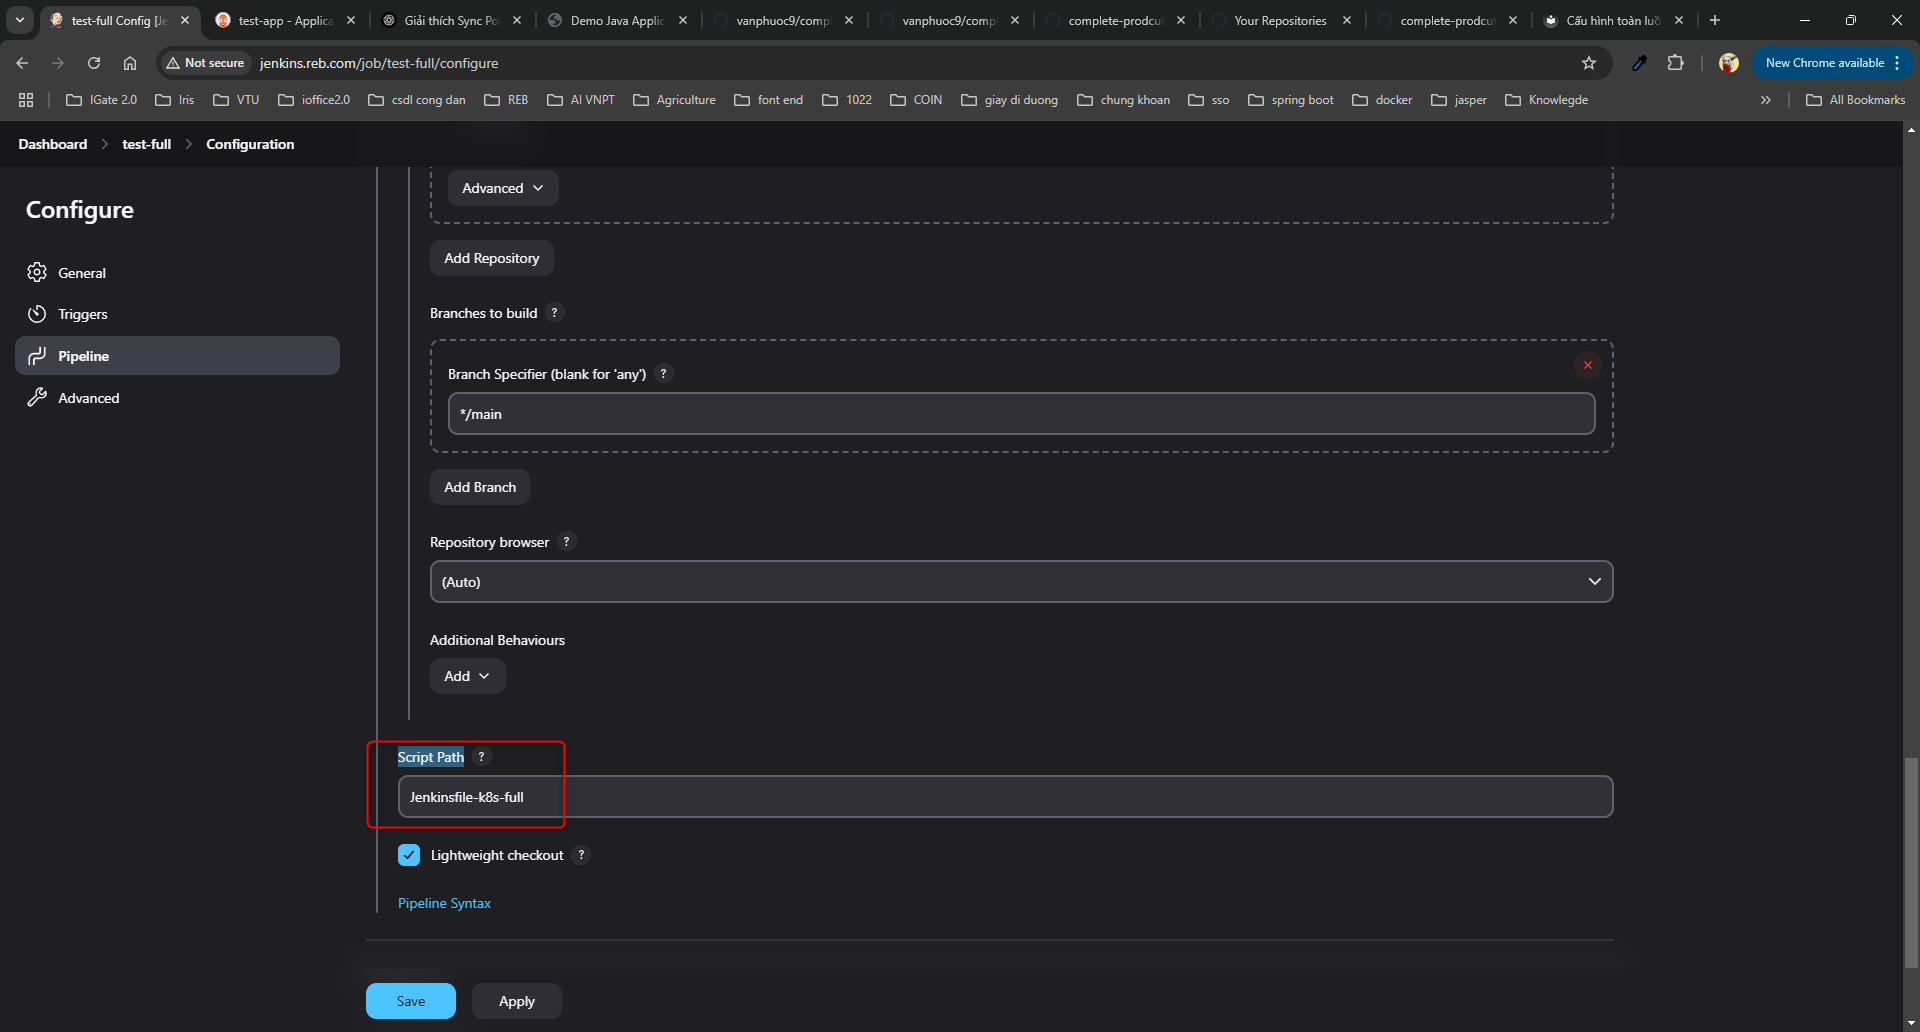 test-full Config [Je
test-app - Applica
Giải thích Sync Po
Demo Java Applic
vanphuoc9/compl
vanphuoc9/compl
complete-prodcut
Your Repositories
complete-prodcut
Cấu hình toàn luồ
Not secure
jenkins.reb.com/job/test-full/configure
New Chrome available
IGate 2.0
Iris
VTU
ioffice2.0
csdl cong dan
REB
AI VNPT
Agriculture
font end
1022
COIN
giay di duong
chung khoan
sso
spring boot
docker
jasper
Knowlegde
All Bookmarks
Dashboard
test-full
Configuration
Configure
General
Triggers
Pipeline
Advanced
Advanced
Add Repository
Branches to build ?
Branch Specifier (blank for 'any') ?
*/main
Add Branch
Repository browser ?
(Auto)
Additional Behaviours
Add
Script Path ?
Jenkinsfile-k8s-full
Lightweight checkout ?
Pipeline Syntax
Save
Apply